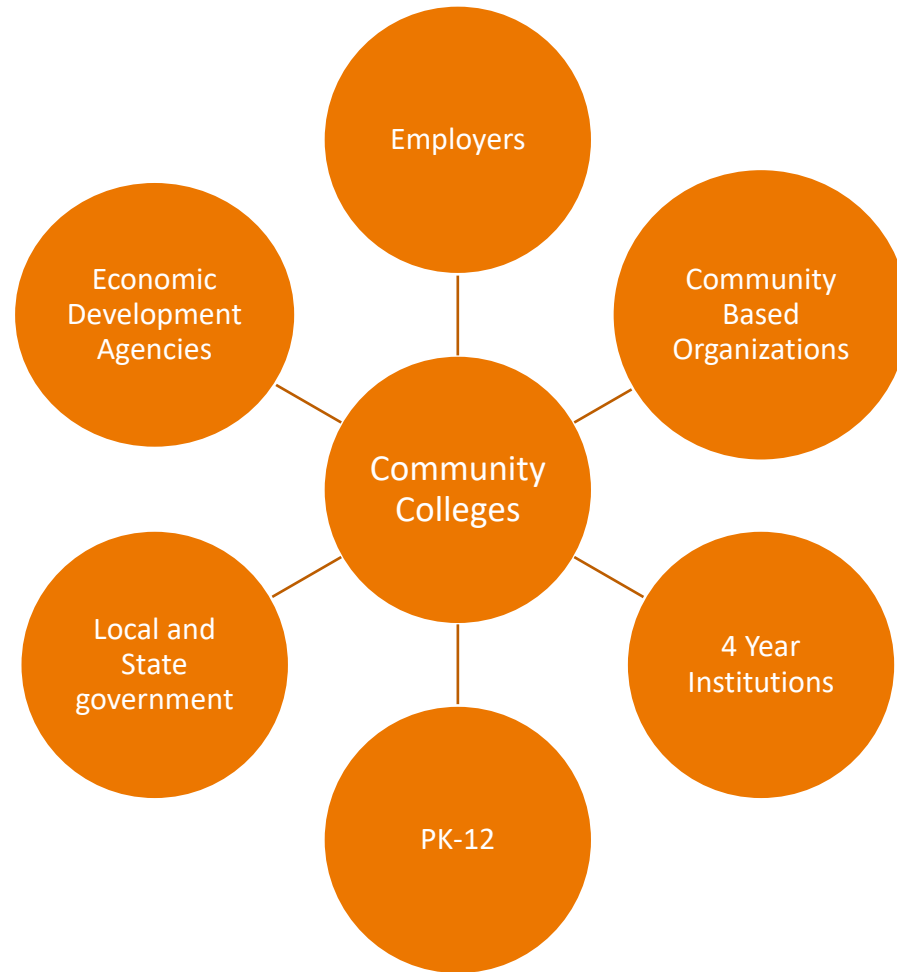 Employers
Economic
Development
Agencies
Community
Based
Organizations
Community
Colleges
Local and
State
government
4 Year
Institutions
PK-12